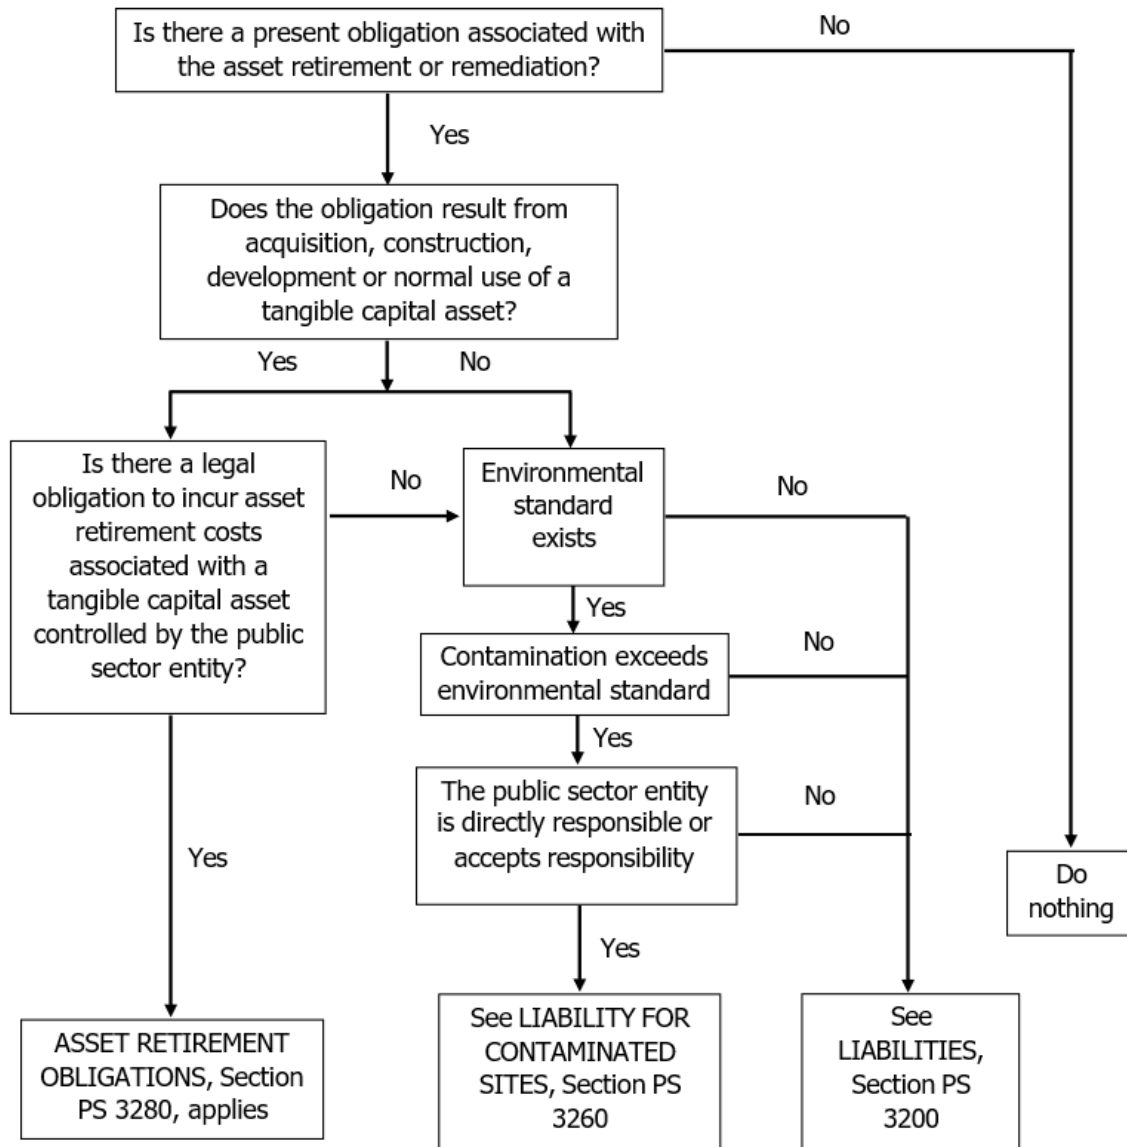 Is there a present obligation associated with
the asset retirement or remediation?
No
Yes
Does the obligation result from
acquisition, construction,
development or normal use of a
tangible capital asset?
Yes
No
Is there a legal
obligation to incur asset
retirement costs
associated with a
tangible capital asset
controlled by the public
sector entity?
No
Environmental
standard
exists
No
Yes
Contamination exceeds
environmental standard
No
Yes
The public sector entity
is directly responsible or
accepts responsibility
No
Yes
Do
nothing
Yes
ASSET RETIREMENT
OBLIGATIONS, Section
PS 3280, applies
See LIABILITY FOR
CONTAMINATED
SITES, Section PS
3260
See
LIABILITIES,
Section PS
3200